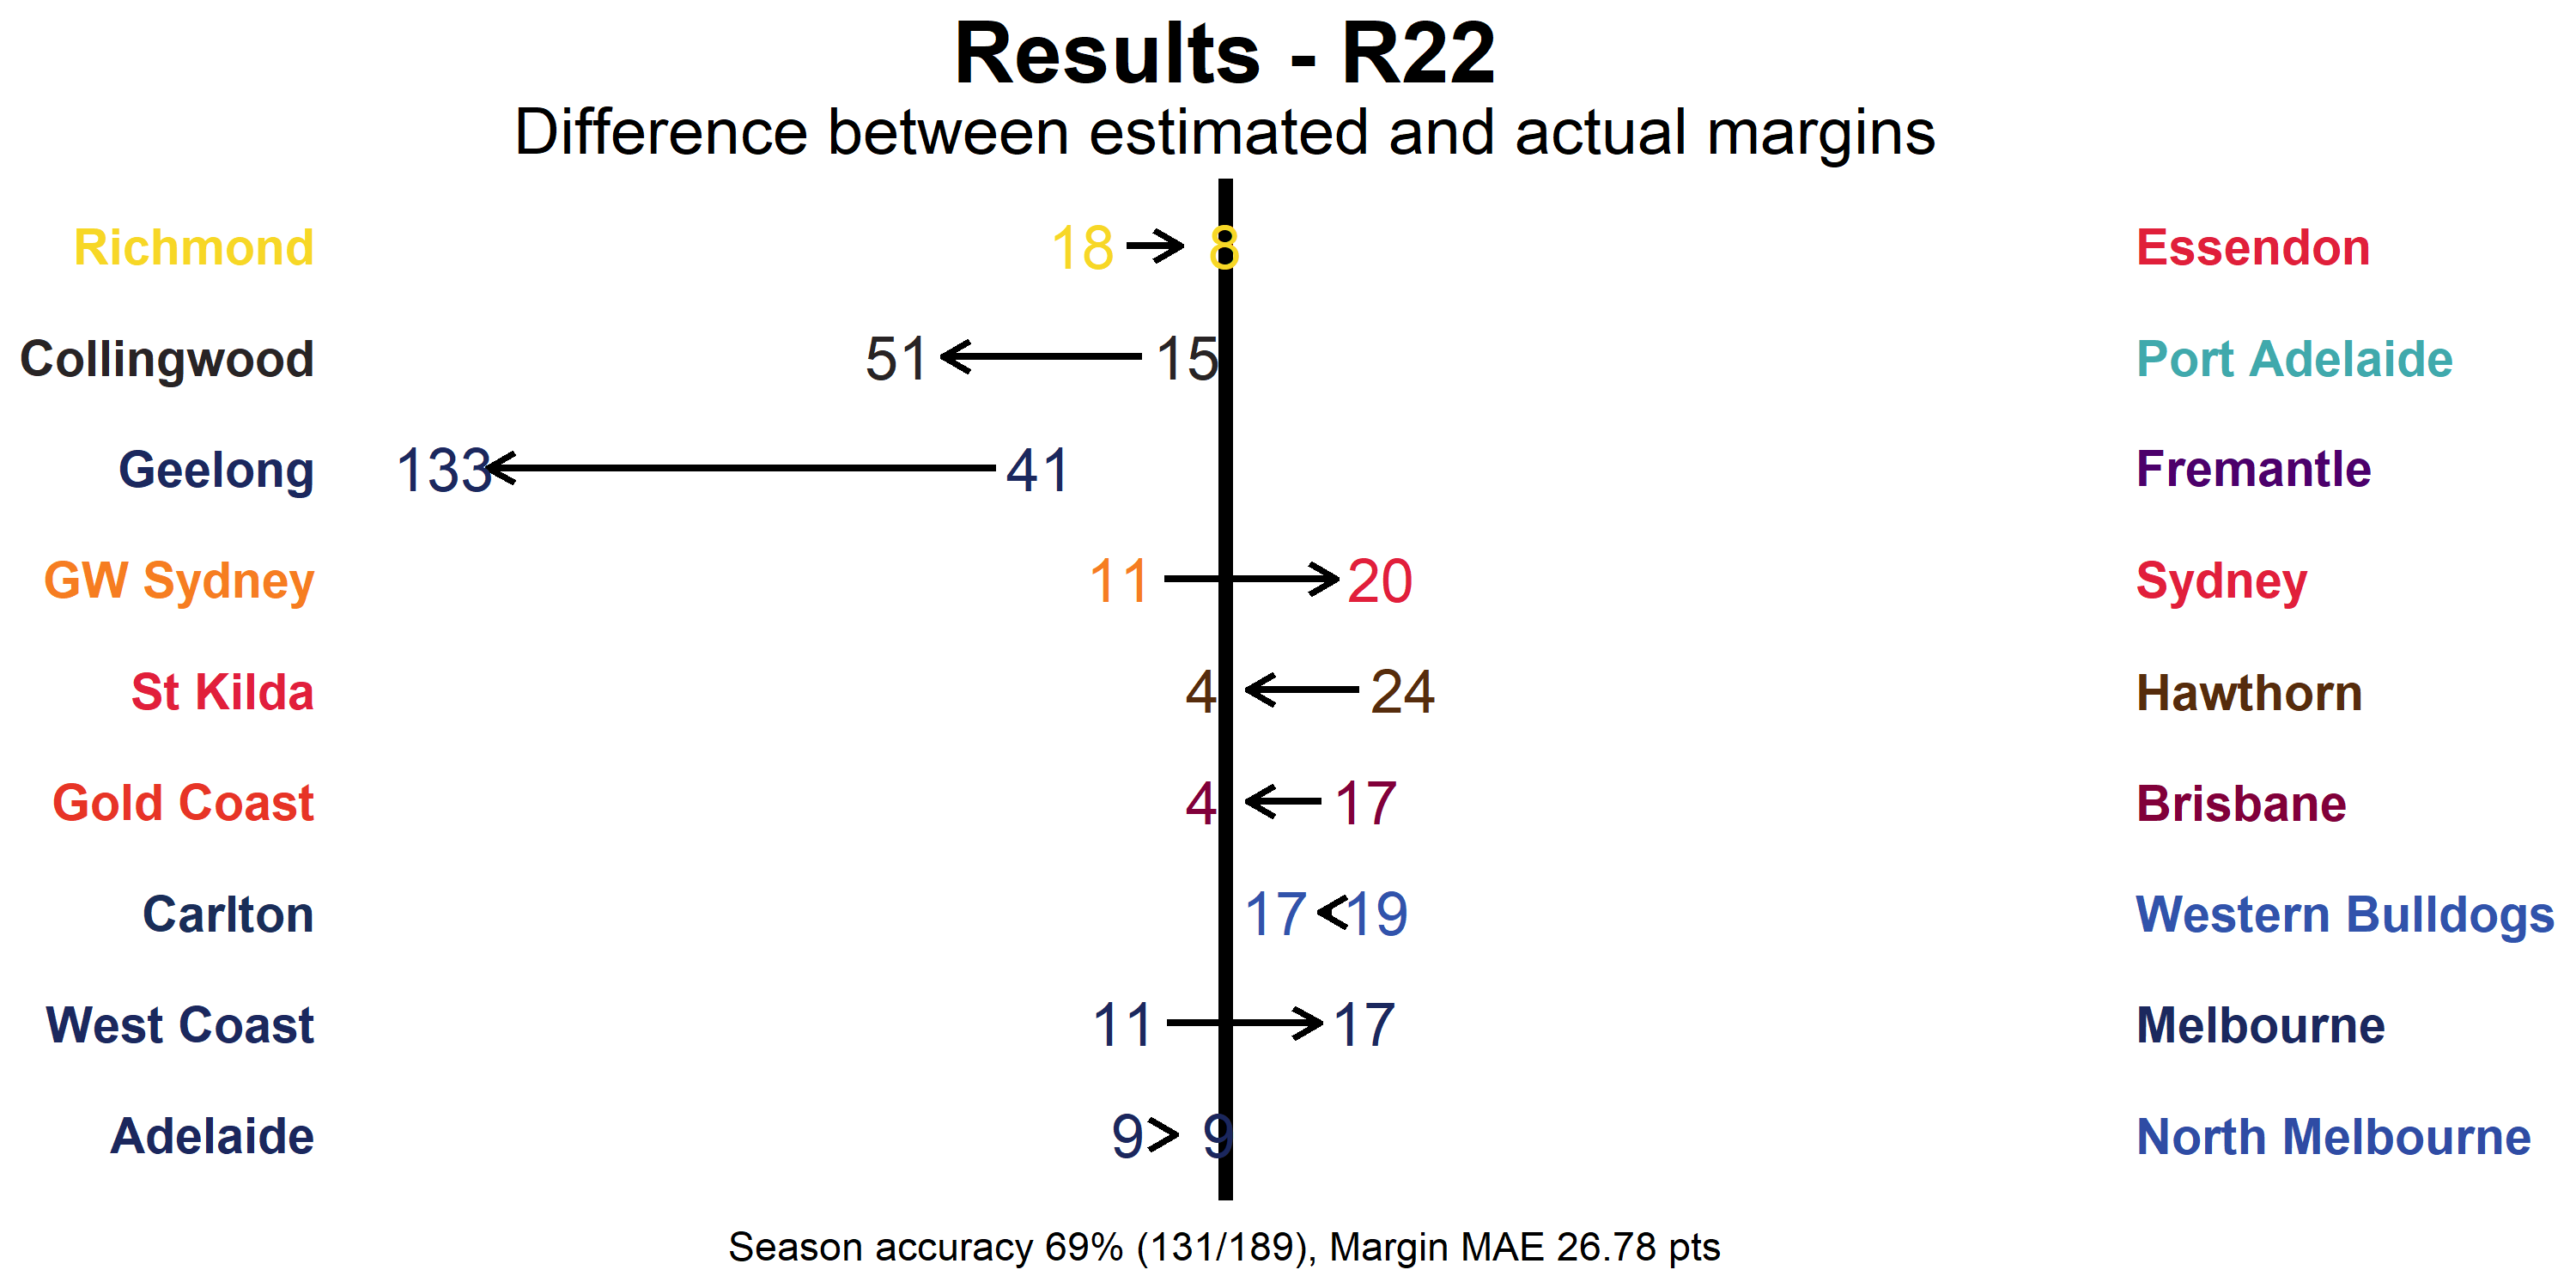 Results - R22
Difference between estimated and actual margins
Richmond 18 8 Essendon
Collingwood 51 15 Port Adelaide
Geelong 133 41 Fremantle
GW Sydney 11 20 Sydney
St Kilda 4 24 Hawthorn
Gold Coast 4 17 Brisbane
Carlton 17 19 Western Bulldogs
West Coast 11 17 Melbourne
Adelaide 9 9 North Melbourne
Season accuracy 69% (131/189), Margin MAE 26.78 pts